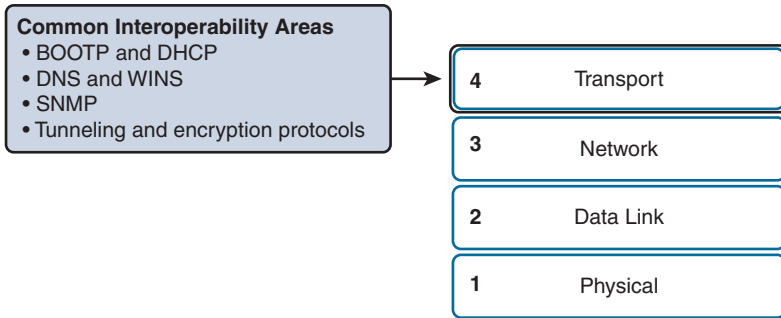 Common Interoperability Areas
• BOOTP and DHCP
• DNS and WINS
• SNMP
• Tunneling and encryption protocols
4 Transport
3 Network
2 Data Link
1 Physical